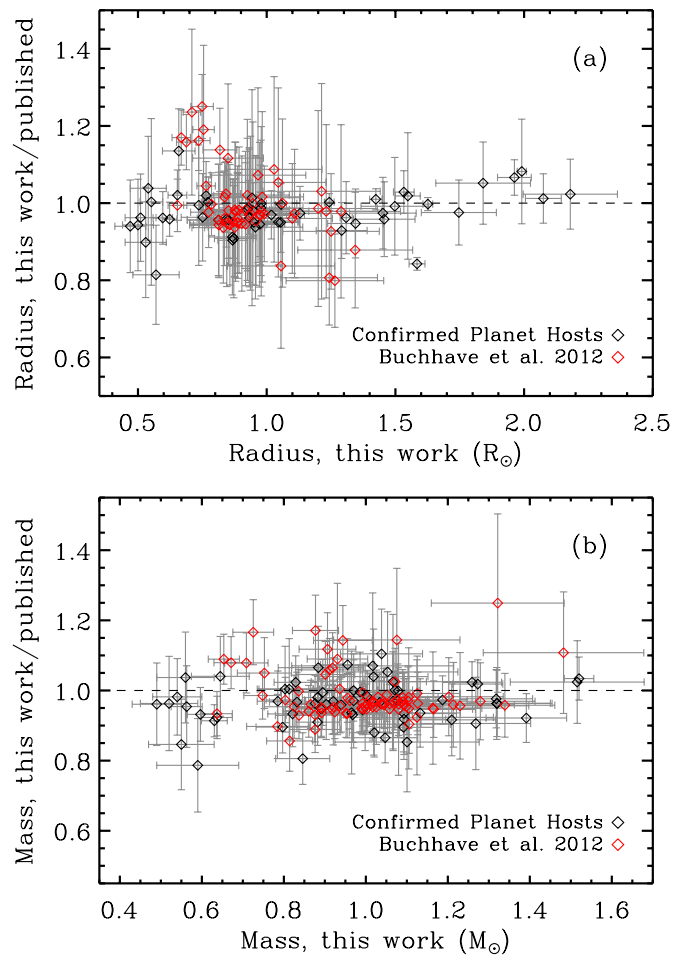 1.4
1.2
1.0
0.8
0.6
Radius, this work/published
(a)
Confirmed Planet Hosts
Buchhave et al. 2012
0.5 1.0 1.5 2.0 2.5
Radius, this work (R☉)
1.4
1.2
1.0
0.8
0.6
Mass, this work/published
(b)
Confirmed Planet Hosts
Buchhave et al. 2012
0.4 0.6 0.8 1.0 1.2 1.4 1.6
Mass, this work (M☉)